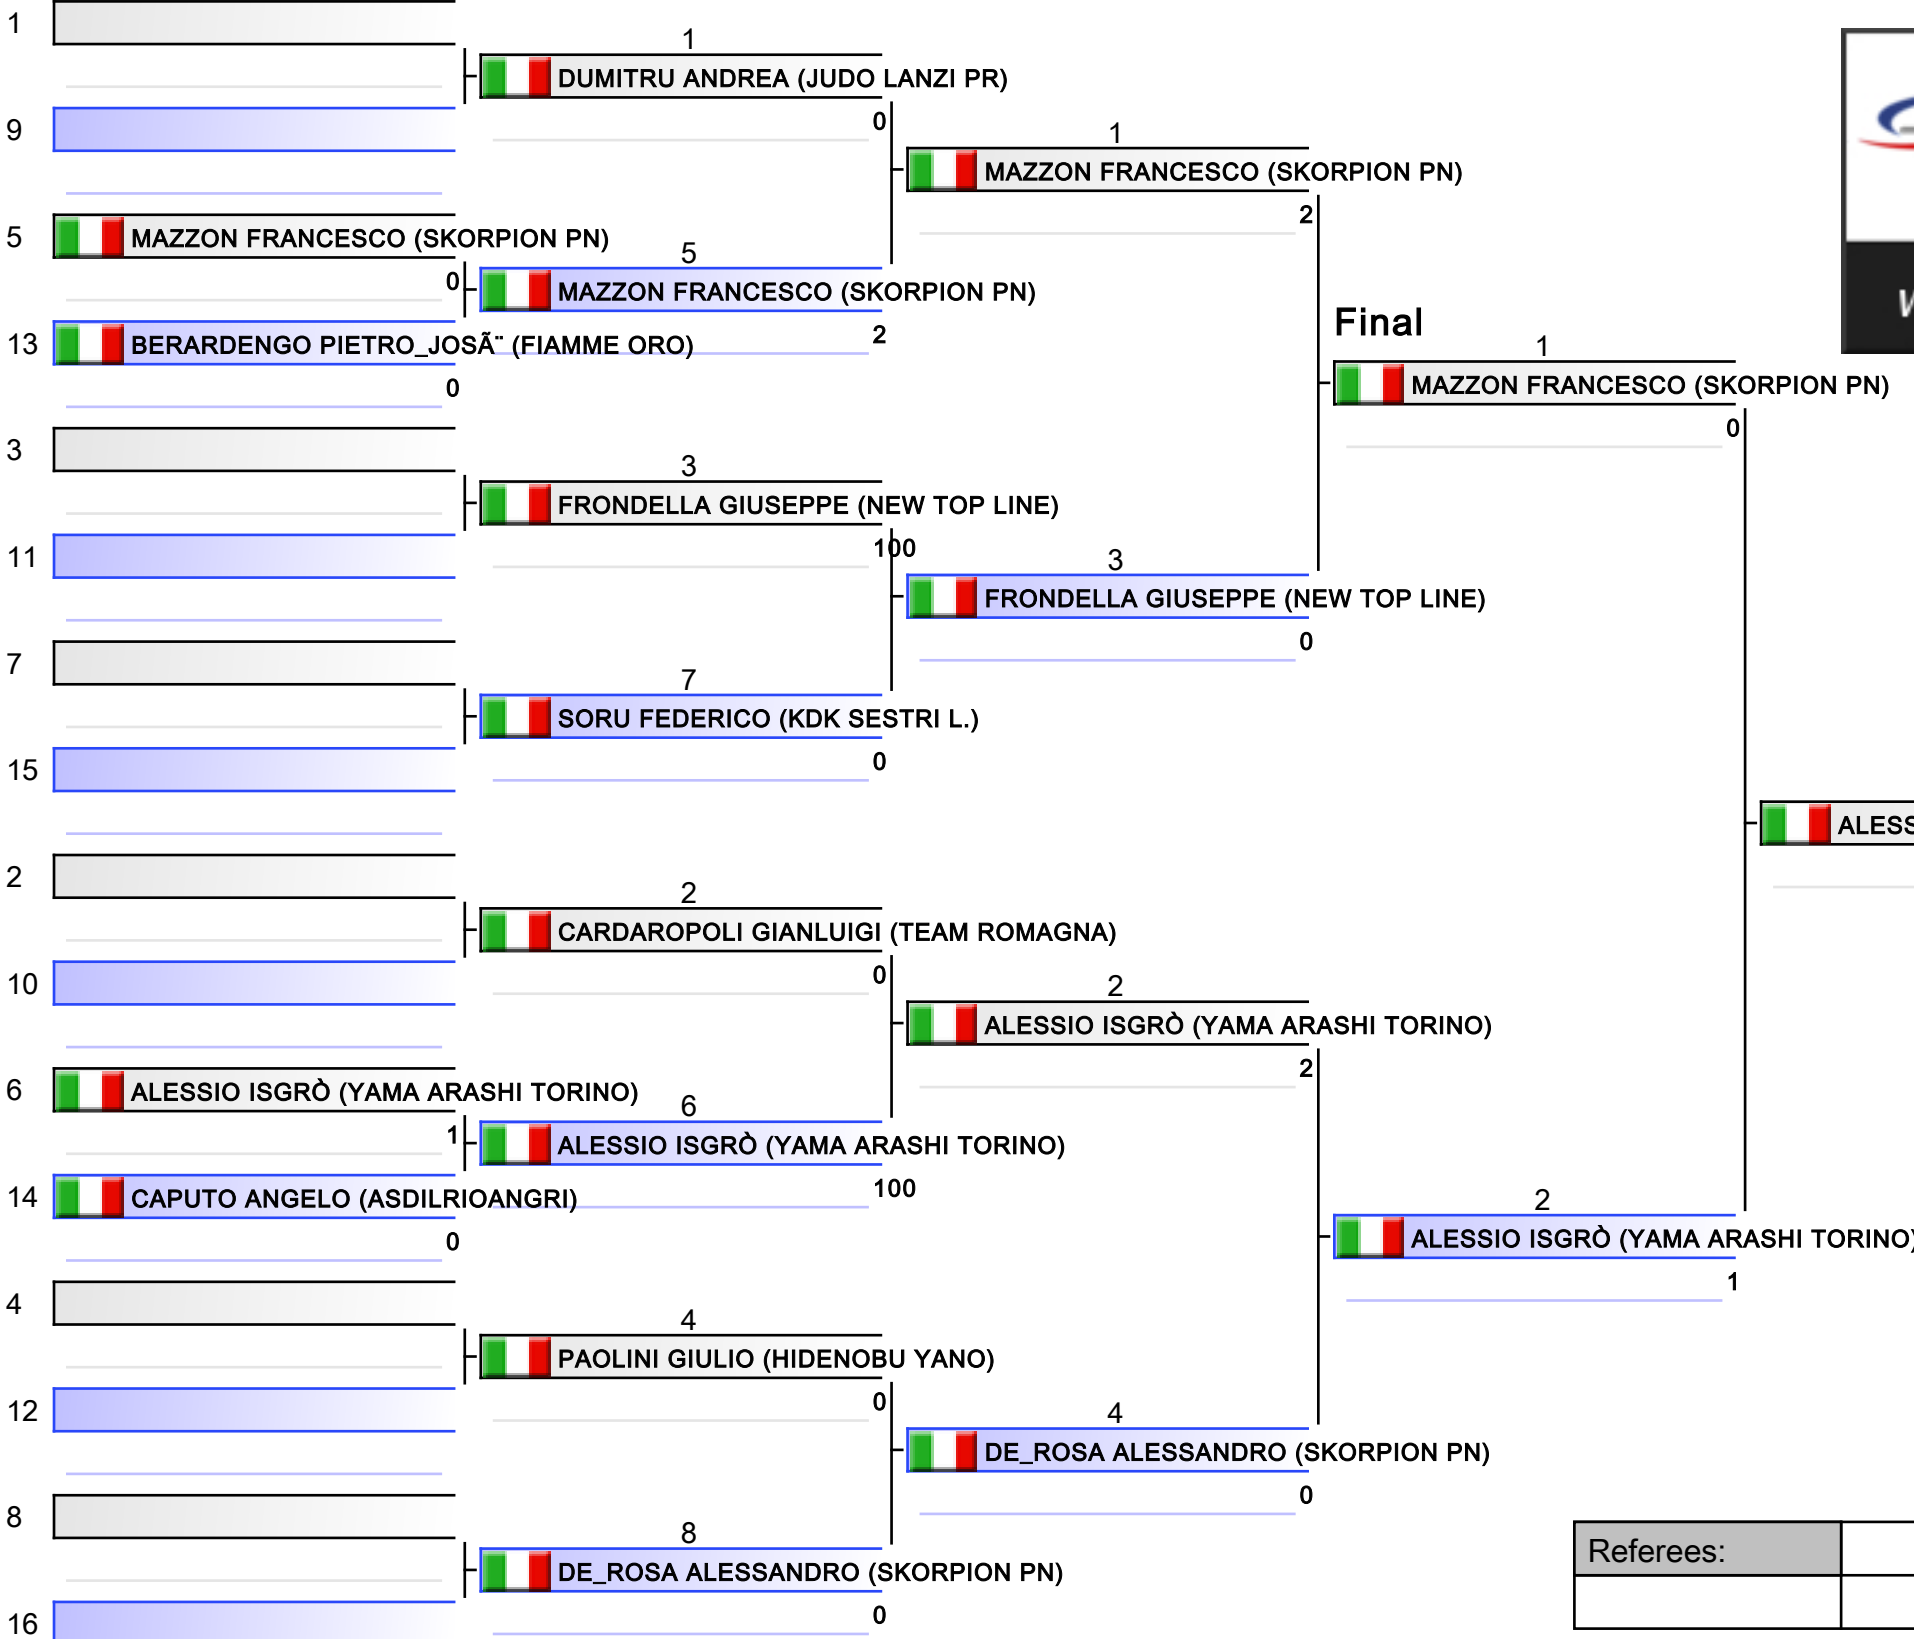 1
1
DUMITRU ANDREA (JUDO LANZI PR)
9
0
1
MAZZON FRANCESCO (SKORPION PN)
2
5
MAZZON FRANCESCO (SKORPION PN)
0
5
MAZZON FRANCESCO (SKORPION PN)
2
13
BERARDENGO PIETRO_JOSÃ¨ (FIAMME ORO)
0
Final
1
MAZZON FRANCESCO (SKORPION PN)
0
3
3
FRONDELLA GIUSEPPE (NEW TOP LINE)
100
11
3
FRONDELLA GIUSEPPE (NEW TOP LINE)
0
7
7
SORU FEDERICO (KDK SESTRI L.)
0
15
ALESS
2
2
CARDAROPOLI GIANLUIGI (TEAM ROMAGNA)
0
10
2
ALESSIO ISGRÒ (YAMA ARASHI TORINO)
2
6
ALESSIO ISGRÒ (YAMA ARASHI TORINO)
1
6
ALESSIO ISGRÒ (YAMA ARASHI TORINO)
100
14
CAPUTO ANGELO (ASDILRIOANGRI)
0
2
ALESSIO ISGRÒ (YAMA ARASHI TORINO)
1
4
4
PAOLINI GIULIO (HIDENOBU YANO)
0
12
4
DE_ROSA ALESSANDRO (SKORPION PN)
0
8
8
DE_ROSA ALESSANDRO (SKORPION PN)
0
16
Referees: